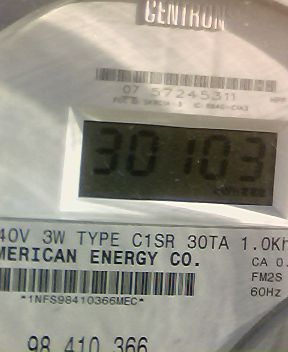 CENTRON
07 57245311
30103
40V 3W TYPE C1SR 30TA 1.0Kh
MERICAN ENERGY CO.
CA 0.
FM2S
*1NFS98410366MEC*
60Hz
98 410 366